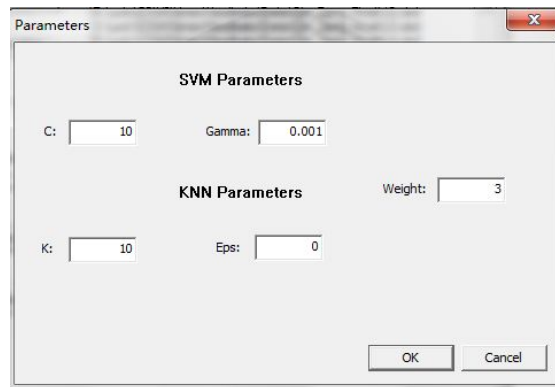 Parameters
SVM Parameters
C: 10 Gamma: 0.001
Weight: 3
KNN Parameters
K: 10 Eps: 0
OK Cancel